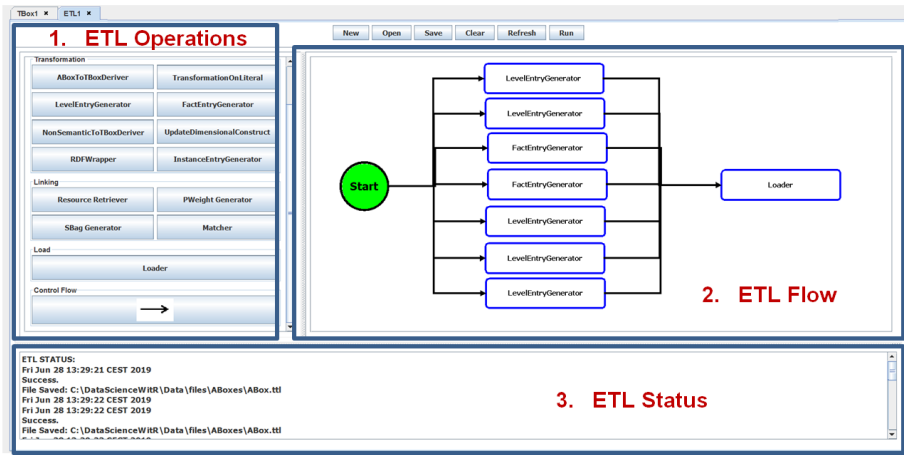 TBox1 × ETL1 ×
1. ETL Operations
New Open Save Clear Refresh Run
Transformation
ABoxToTBoxDeriver TransformationOnLiteral
LevelEntryGenerator FactEntryGenerator
NonSemanticToTBoxDeriver UpdateDimensionalConstruct
RDFWrapper InstanceEntryGenerator
Linking
Resource Retriever PWeight Generator
SBag Generator Matcher
Load
Loader
Control Flow
Start
LevelEntryGenerator
LevelEntryGenerator
FactEntryGenerator
FactEntryGenerator
LevelEntryGenerator
LevelEntryGenerator
LevelEntryGenerator
Loader
2. ETL Flow
ETL STATUS:
Fri Jun 28 13:29:21 CEST 2019
Success.
File Saved: C:\DataScienceWitR\Data\files\ABoxes\ABox.ttl
Fri Jun 28 13:29:22 CEST 2019
Fri Jun 28 13:29:22 CEST 2019
Success.
File Saved: C:\DataScienceWitR\Data\files\ABoxes\ABox.ttl
3. ETL Status